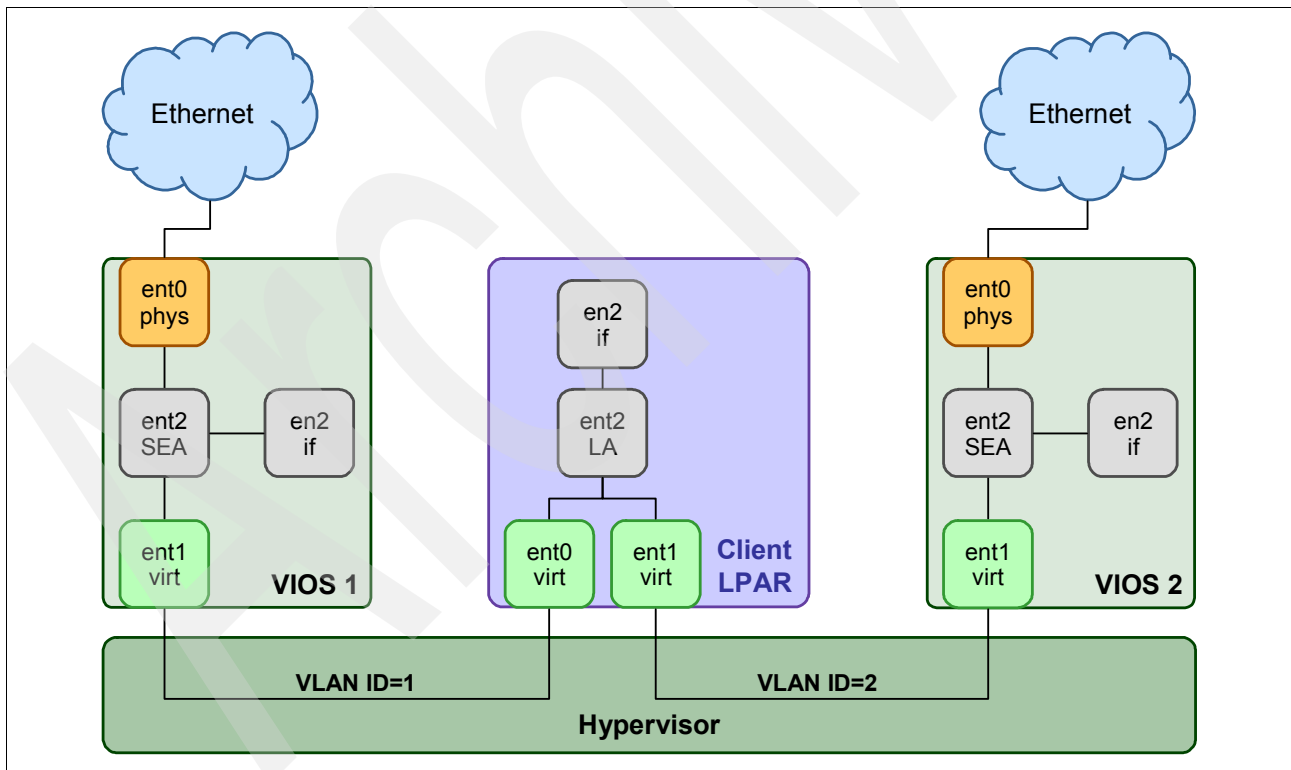 Ethernet
Ethernet
ent0
phys
ent2
SEA
en2
if
ent1
virt
VIOS 1
en2
if
ent2
LA
ent0
virt
ent1
virt
Client
LPAR
ent0
phys
ent2
SEA
en2
if
ent1
virt
VIOS 2
VLAN ID=1
VLAN ID=2
Hypervisor